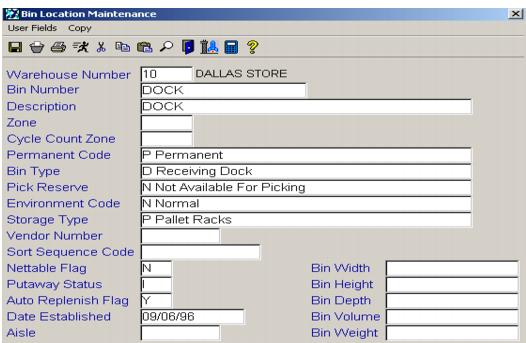 Bin Location Maintenance
User Fields Copy
Warehouse Number 10 DALLAS STORE
Bin Number DOCK
Description DOCK
Zone
Cycle Count Zone
Permanent Code P Permanent
Bin Type D Receiving Dock
Pick Reserve N Not Available For Picking
Environment Code N Normal
Storage Type P Pallet Racks
Vendor Number
Sort Sequence Code
Nettable Flag N Bin Width
Putaway Status I Bin Height
Auto Replenish Flag Y Bin Depth
Date Established 09/06/96 Bin Volume
Aisle Bin Weight